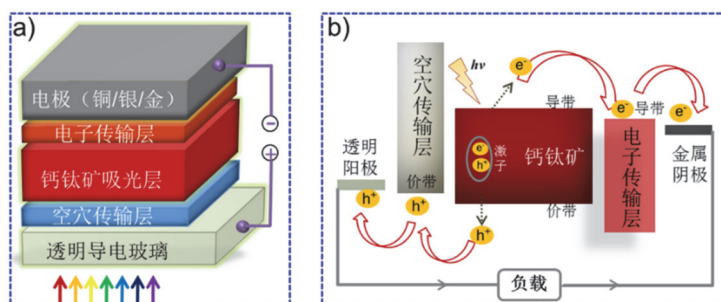 a)
电极（铜/银/金）
电子传输层
钙钛矿吸光层
空穴传输层
透明导电玻璃
b)
空穴传输层
hv
e-
导带
e-
导带
e-
透明
阳极
e-
h+
激
子
钙钛矿
电子传输层
金属
阴极
价带
h+
h+
价带
h+
负载